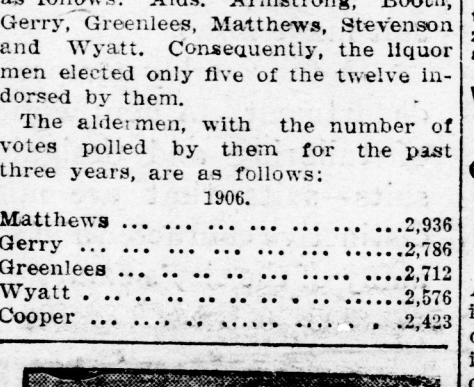 as follows: Alds. Armstrong, Booth,
Gerry, Greenlees, Matthews, Stevenson
and Wyatt. Consequently, the liquor
men elected only five of the twelve in-
dorsed by them.
The aldermen, with the number of
votes polled by them for the past
three years, are as follows:
1906.
Matthews ... ... ... ... ... ... ...2,936
Gerry ... ... .. .. ... ... ..... .....2,786
Greenlees ... .. .. .. ... ..... .....2,712
Wyatt . .. .. .. .. .. .. .. ......2,576
Cooper ... ... .. ... ...... ...... . .2,423